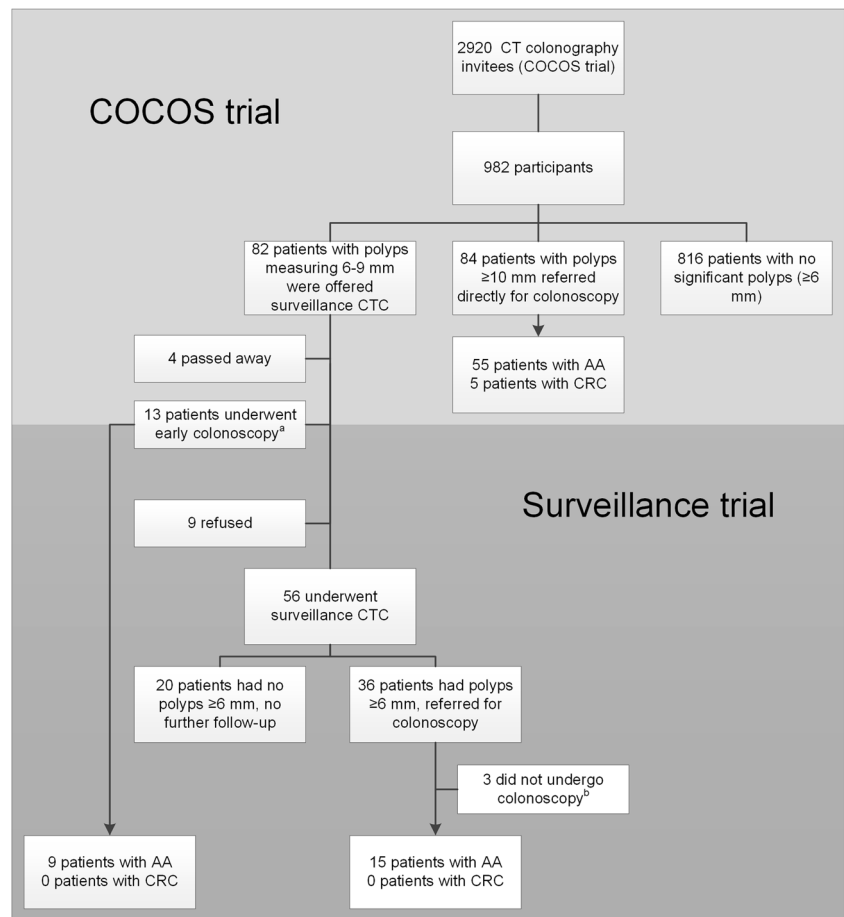 2920 CT colonography
invitees (COCOS trial)
COCOS trial
982 participants
82 patients with polyps
measuring 6-9 mm
were offered
surveillance CTC
84 patients with polyps
≥10 mm referred
directly for colonoscopy
816 patients with no
significant polyps (≥6
mm)
4 passed away
55 patients with AA
5 patients with CRC
13 patients underwent
early colonoscopyᵃ
Surveillance trial
9 refused
56 underwent
surveillance CTC
20 patients had no
polyps ≥6 mm, no
further follow-up
36 patients had polyps
≥6 mm, referred for
colonoscopy
3 did not undergo
colonoscopyᵇ
9 patients with AA
0 patients with CRC
15 patients with AA
0 patients with CRC